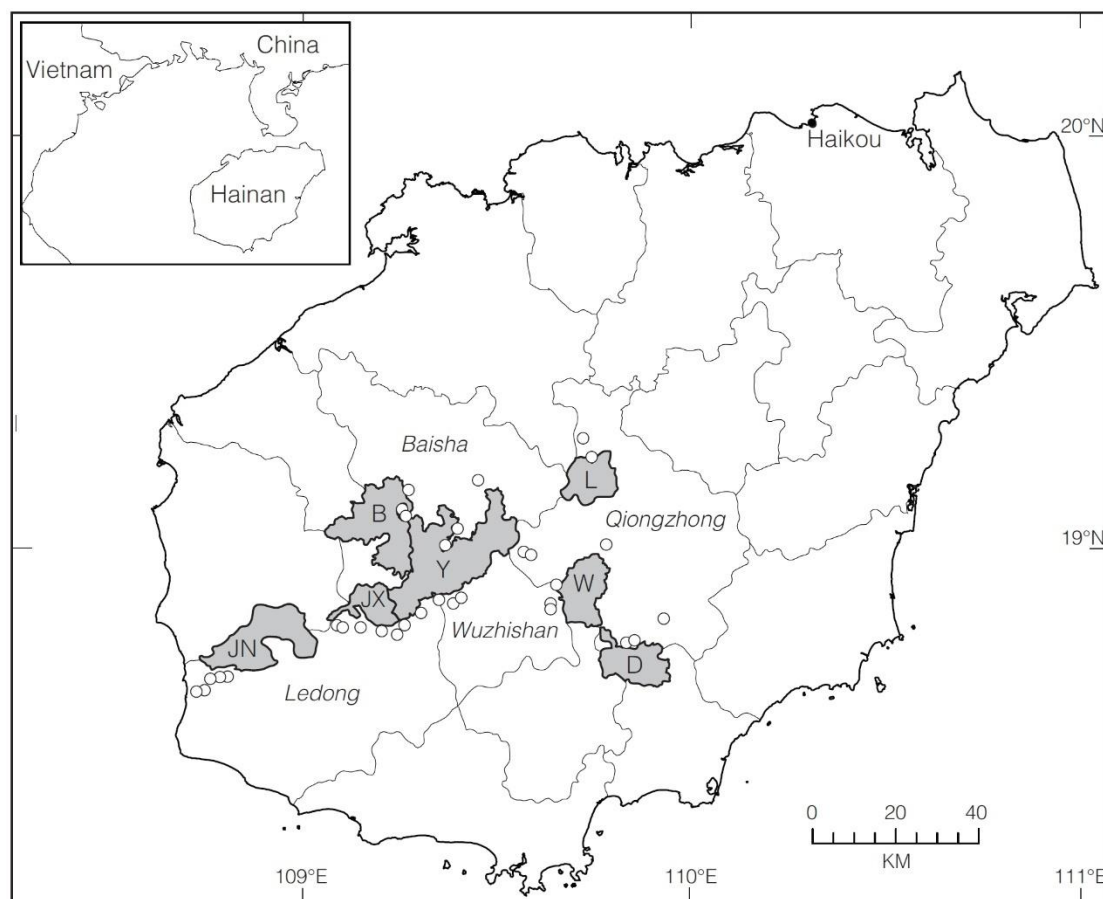 China
Vietnam
Hainan
Haikou
20°N
Baisha
L
B
Qiongzhong
19°N
Y
W
JX
Wuzhishan
JN
D
Ledong
0 20 40
KM
109°E 110°E 111°E